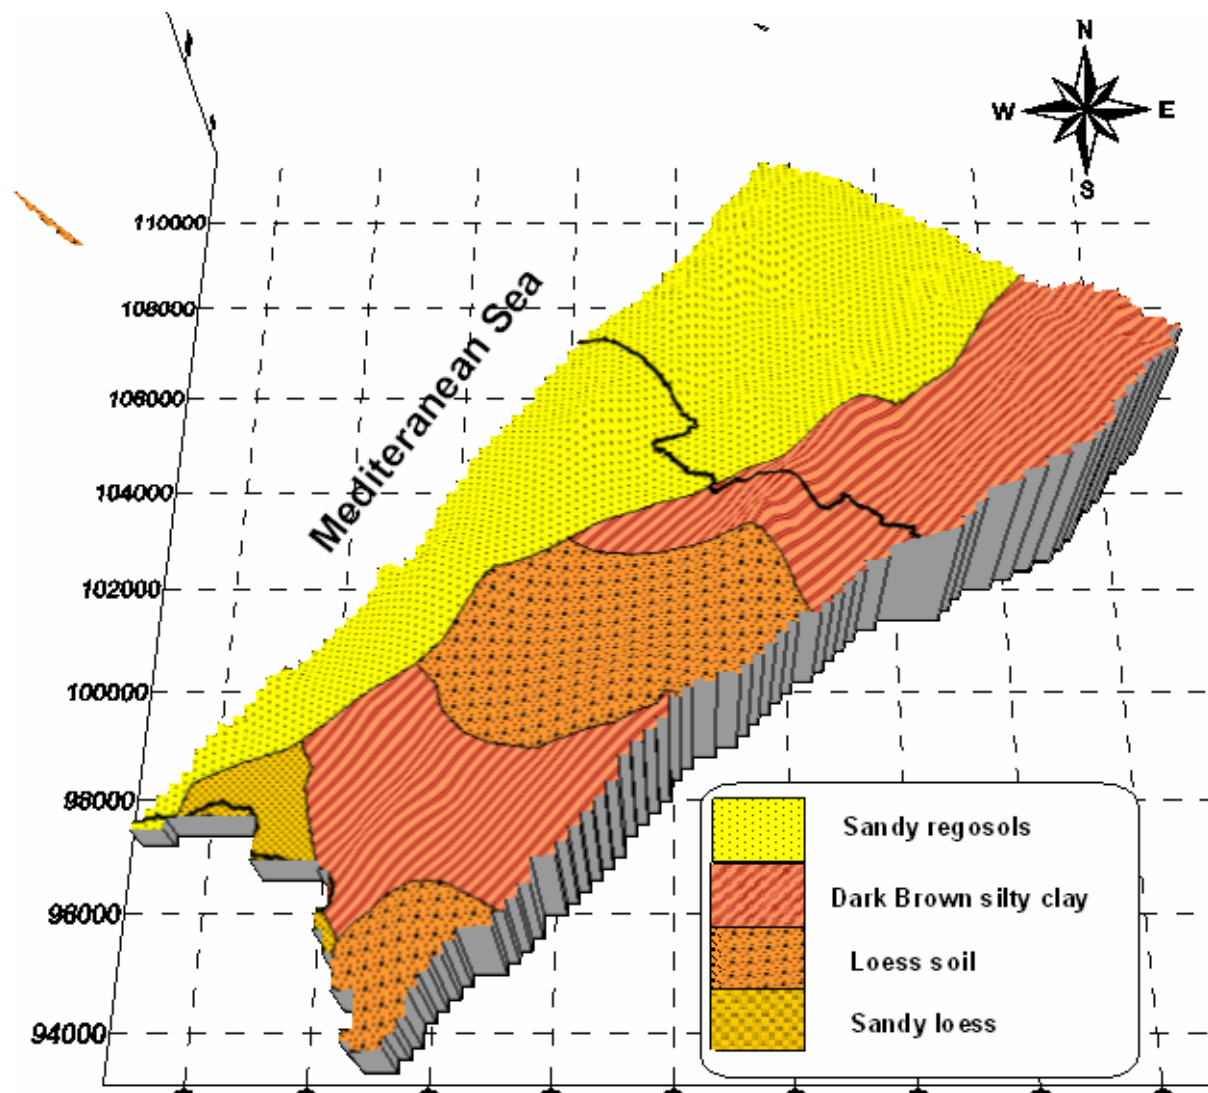 N
W E
S
110000
108000
106000
104000
102000
100000
98000
96000
94000
Mediteranean Sea
Sandy regosols
Dark Brown silty clay
Loess soil
Sandy loess